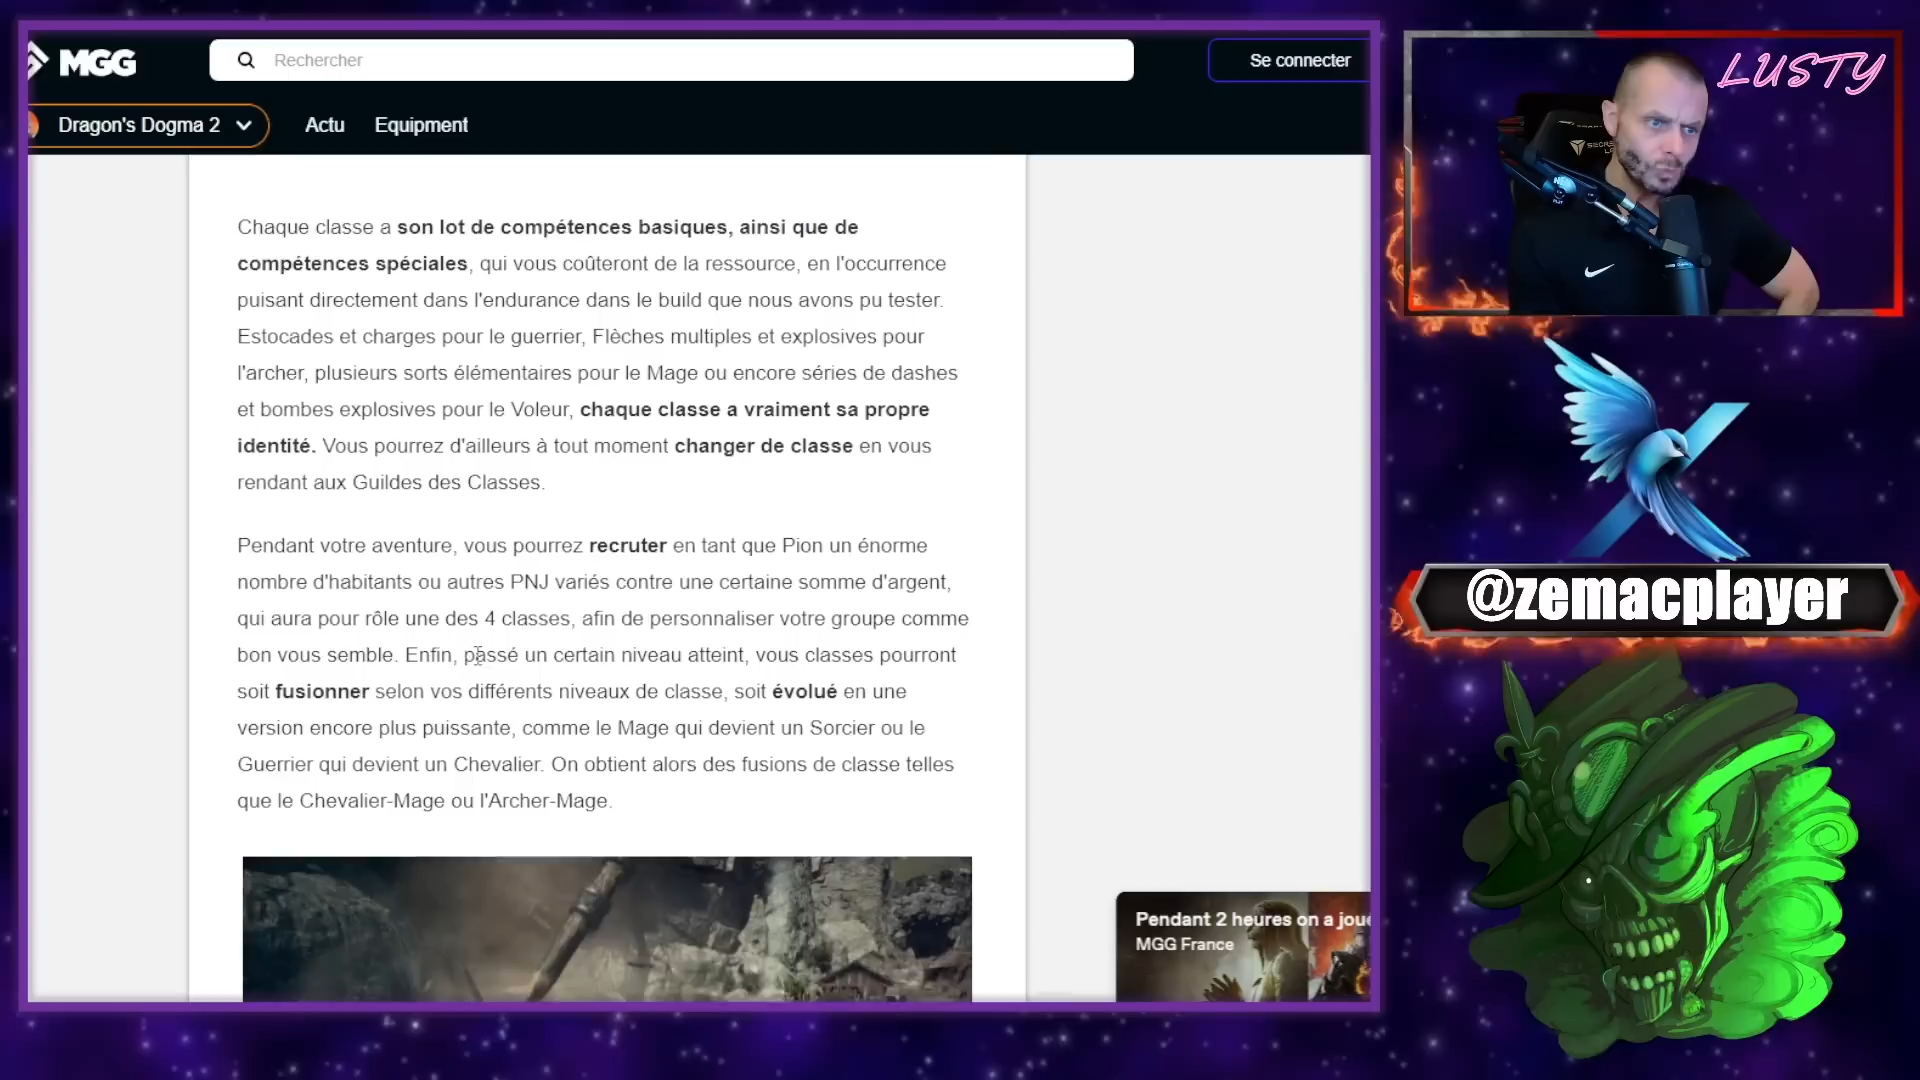 MGG
Rechercher
Se connecter
Dragon's Dogma 2
Actu
Equipment
Chaque classe a son lot de compétences basiques, ainsi que de
compétences spéciales, qui vous coûteront de la ressource, en l'occurrence
puisant directement dans l'endurance dans le build que nous avons pu tester.
Estocades et charges pour le guerrier, Flèches multiples et explosives pour
l'archer, plusieurs sorts élémentaires pour le Mage ou encore séries de dashes
et bombes explosives pour le Voleur, chaque classe a vraiment sa propre
identité. Vous pourrez d'ailleurs à tout moment changer de classe en vous
rendant aux Guildes des Classes.
Pendant votre aventure, vous pourrez recruter en tant que Pion un énorme
nombre d'habitants ou autres PNJ variés contre une certaine somme d'argent,
qui aura pour rôle une des 4 classes, afin de personnaliser votre groupe comme
bon vous semble. Enfin, passé un certain niveau atteint, vous classes pourront
soit fusionner selon vos différents niveaux de classe, soit évolué en une
version encore plus puissante, comme le Mage qui devient un Sorcier ou le
Guerrier qui devient un Chevalier. On obtient alors des fusions de classe telles
que le Chevalier-Mage ou l'Archer-Mage.
Pendant 2 heures on a joué
MGG France
LUSTY
@zemacplayer